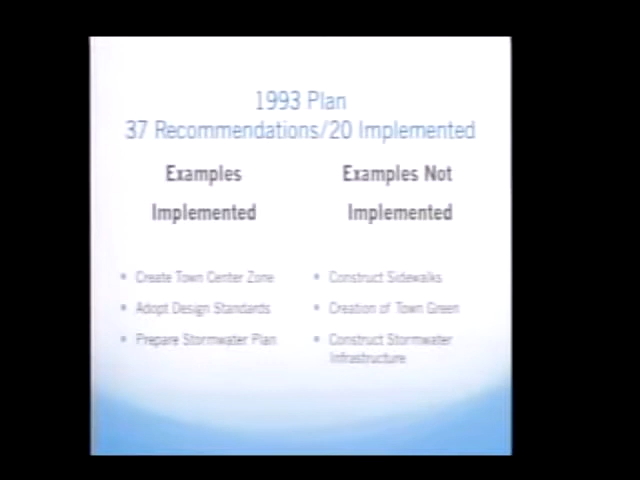 1993 Plan
37 Recommendations/20 Implemented
Examples
Implemented
Examples Not
Implemented
• Create Town Center Zone
• Adopt Design Standards
• Prepare Stormwater Plan
• Construct Sidewalks
• Creation of Town Green
• Construct Stormwater
Infrastructure